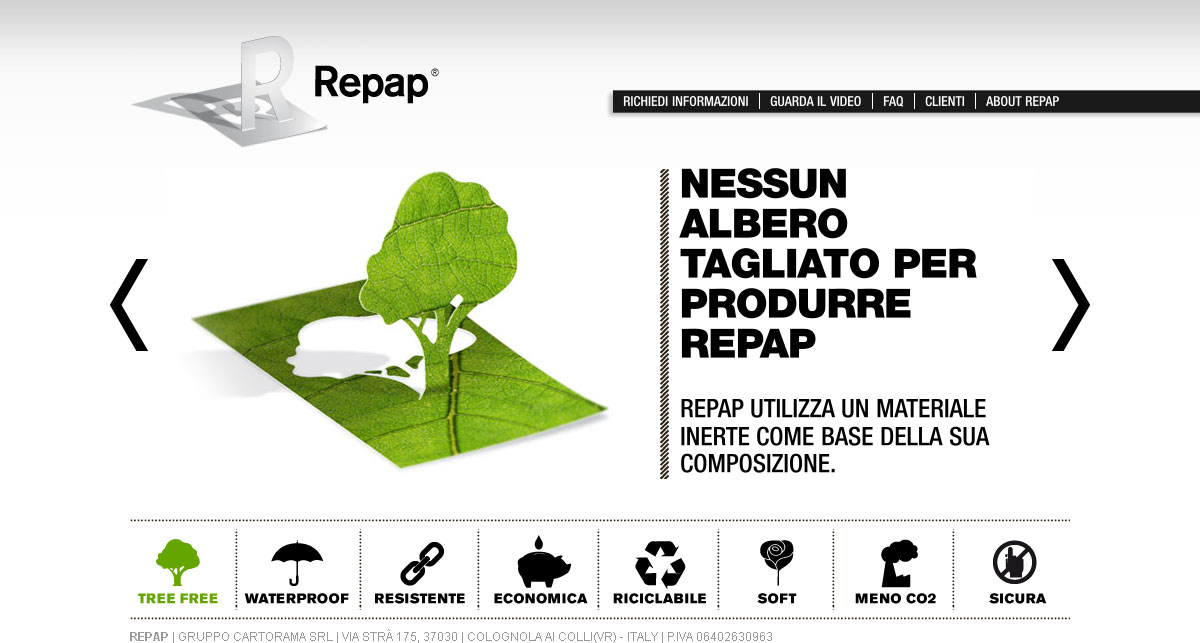 R
Repap®
RICHIEDI INFORMAZIONI | GUARDA IL VIDEO | FAQ | CLIENTI | ABOUT REPAP
NESSUN
ALBERO
TAGLIATO PER
PRODURRE
REPAP
REPAP UTILIZZA UN MATERIALE
INERTE COME BASE DELLA SUA
COMPOSIZIONE.
TREE FREE WATERPROOF RESISTENTE ECONOMICA RICICLABILE SOFT MENO CO2 SICURA
REPAP | GRUPPO CARTORAMA SRL | VIA STRÀ 175, 37030 | COLOGNOLA AI COLLI(VR) - ITALY | P.IVA 06402630963